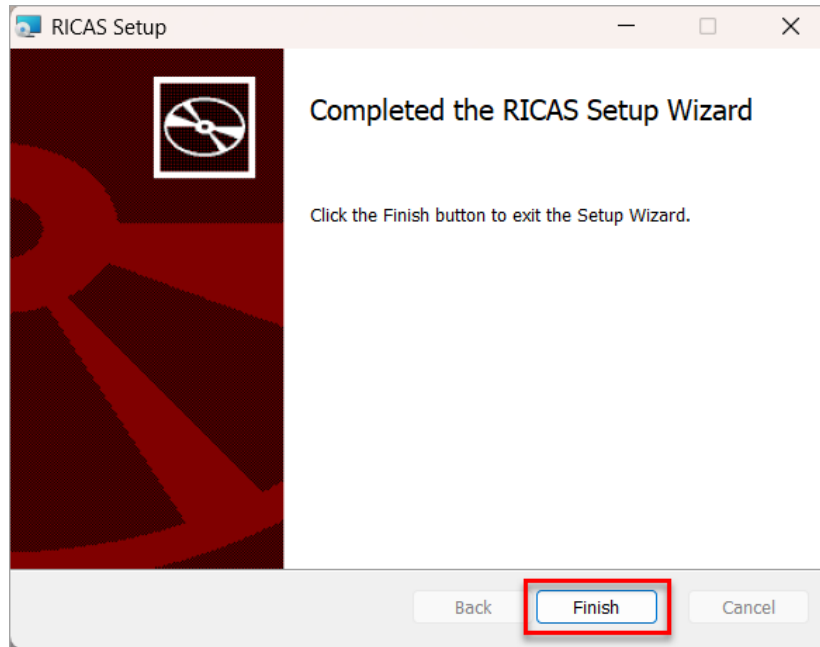 RICAS Setup
Completed the RICAS Setup Wizard
Click the Finish button to exit the Setup Wizard.
Back
Finish
Cancel